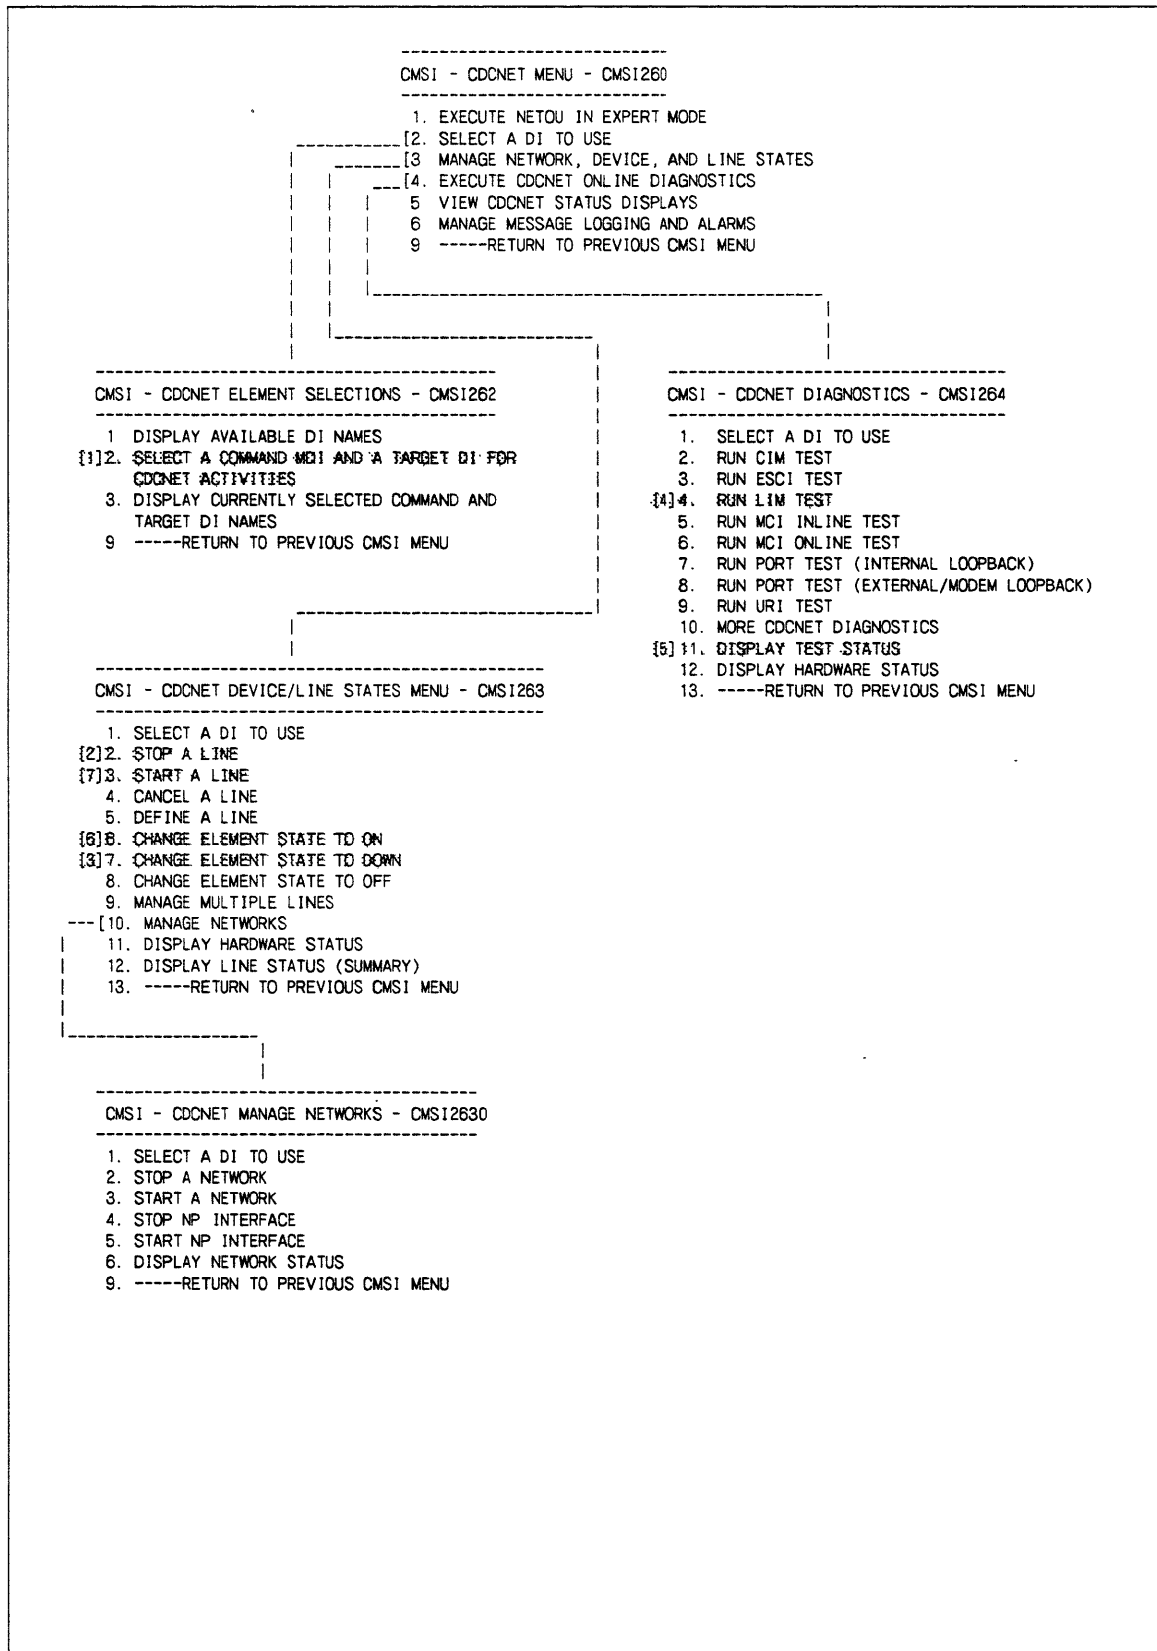 CMSI - CDCNET MENU - CMSI260
1. EXECUTE NETOU IN EXPERT MODE
[2. SELECT A DI TO USE
[3 MANAGE NETWORK, DEVICE, AND LINE STATES
[4. EXECUTE CDCNET ONLINE DIAGNOSTICS
5 VIEW CDCNET STATUS DISPLAYS
6 MANAGE MESSAGE LOGGING AND ALARMS
9 -----RETURN TO PREVIOUS CMSI MENU
CMSI - CDCNET ELEMENT SELECTIONS - CMSI262
1 DISPLAY AVAILABLE DI NAMES
[1]2. SELECT A COMMAND MDI AND A TARGET DI FOR
CDCNET ACTIVITIES
3. DISPLAY CURRENTLY SELECTED COMMAND AND
TARGET DI NAMES
9 -----RETURN TO PREVIOUS CMSI MENU
CMSI - CDCNET DIAGNOSTICS - CMSI264
1. SELECT A DI TO USE
2. RUN CIM TEST
3. RUN ESCI TEST
[4]4. RUN LIM TEST
5. RUN MCI INLINE TEST
6. RUN MCI ONLINE TEST
7. RUN PORT TEST (INTERNAL LOOPBACK)
8. RUN PORT TEST (EXTERNAL/MODEM LOOPBACK)
9. RUN URI TEST
10. MORE CDCNET DIAGNOSTICS
[5]11. DISPLAY TEST STATUS
12. DISPLAY HARDWARE STATUS
13. -----RETURN TO PREVIOUS CMSI MENU
CMSI - CDCNET DEVICE/LINE STATES MENU - CMSI263
1. SELECT A DI TO USE
[2]2. STOP A LINE
[7]3. START A LINE
4. CANCEL A LINE
5. DEFINE A LINE
[6]6. CHANGE ELEMENT STATE TO ON
[3]7. CHANGE ELEMENT STATE TO DOWN
8. CHANGE ELEMENT STATE TO OFF
9. MANAGE MULTIPLE LINES
---[10. MANAGE NETWORKS
11. DISPLAY HARDWARE STATUS
12. DISPLAY LINE STATUS (SUMMARY)
13. -----RETURN TO PREVIOUS CMSI MENU
CMSI - CDCNET MANAGE NETWORKS - CMSI2630
1. SELECT A DI TO USE
2. STOP A NETWORK
3. START A NETWORK
4. STOP NP INTERFACE
5. START NP INTERFACE
6. DISPLAY NETWORK STATUS
9. -----RETURN TO PREVIOUS CMSI MENU